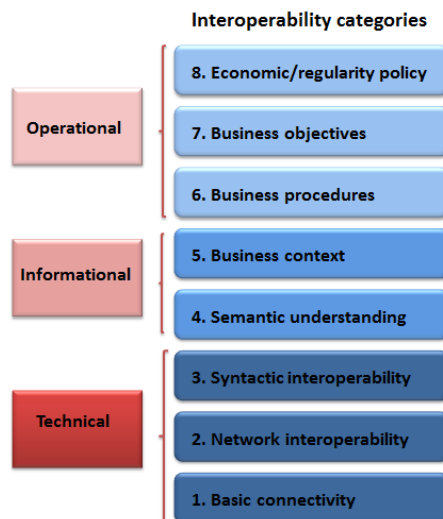 Interoperability categories
8. Economic/regularity policy
Operational
7. Business objectives
6. Business procedures
5. Business context
Informational
4. Semantic understanding
3. Syntactic interoperability
Technical
2. Network interoperability
1. Basic connectivity